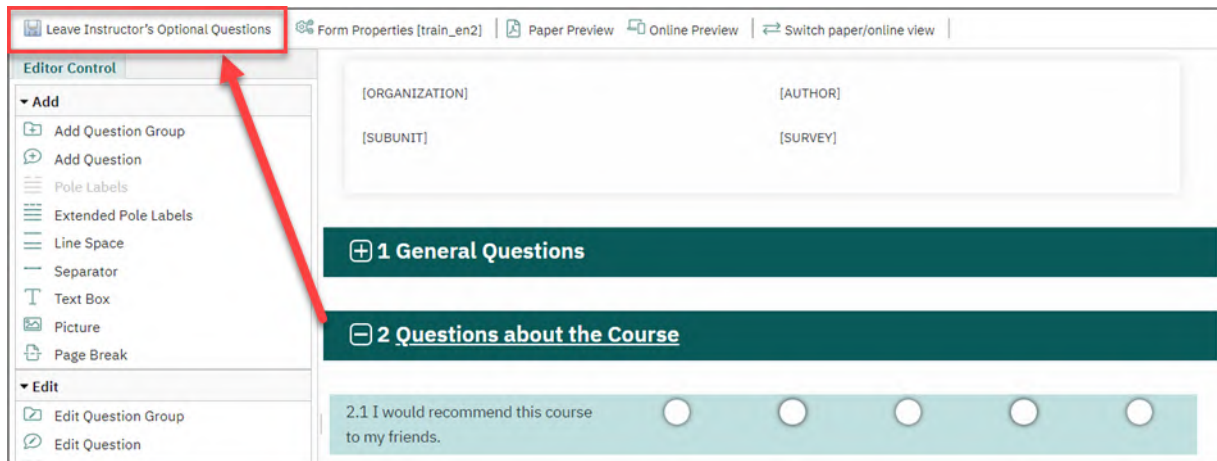 Leave Instructor's Optional Questions
Form Properties [train_en2]
Paper Preview
Online Preview
Switch paper/online view
Editor Control
Add
Add Question Group
Add Question
Pole Labels
Extended Pole Labels
Line Space
Separator
Text Box
Picture
Page Break
Edit
Edit Question Group
Edit Question
[ORGANIZATION]
[AUTHOR]
[SUBUNIT]
[SURVEY]
1 General Questions
2 Questions about the Course
2.1 I would recommend this course
to my friends.